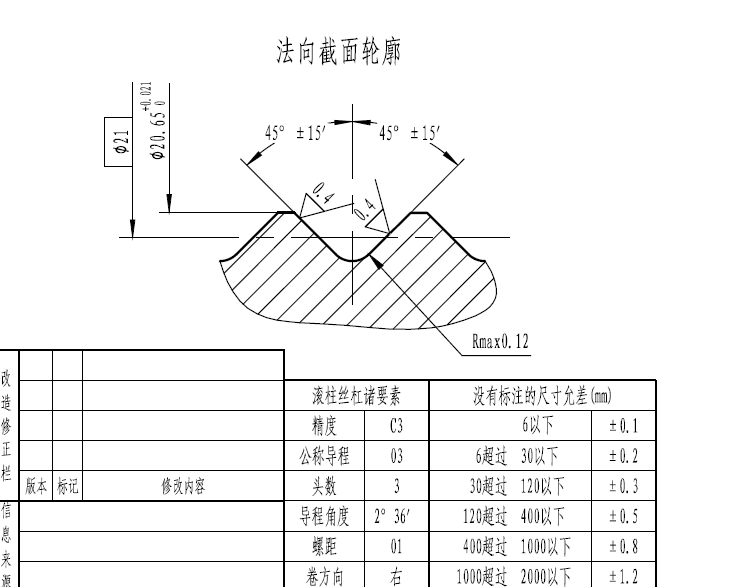 法向截面轮廓
45° ±15′ 45° ±15′
Φ21
Φ20.65 +0.021 0
0.4 0.4
Rmax0.12
改造修正栏
版本 标记 修改内容
信息来源
滚柱丝杠诸要素
精度 C3
公称导程 03
头数 3
导程角度 2° 36′
螺距 01
卷方向 右
没有标注的尺寸允差(mm)
6以下 ±0.1
6超过 30以下 ±0.2
30超过 120以下 ±0.3
120超过 400以下 ±0.5
400超过 1000以下 ±0.8
1000超过 2000以下 ±1.2